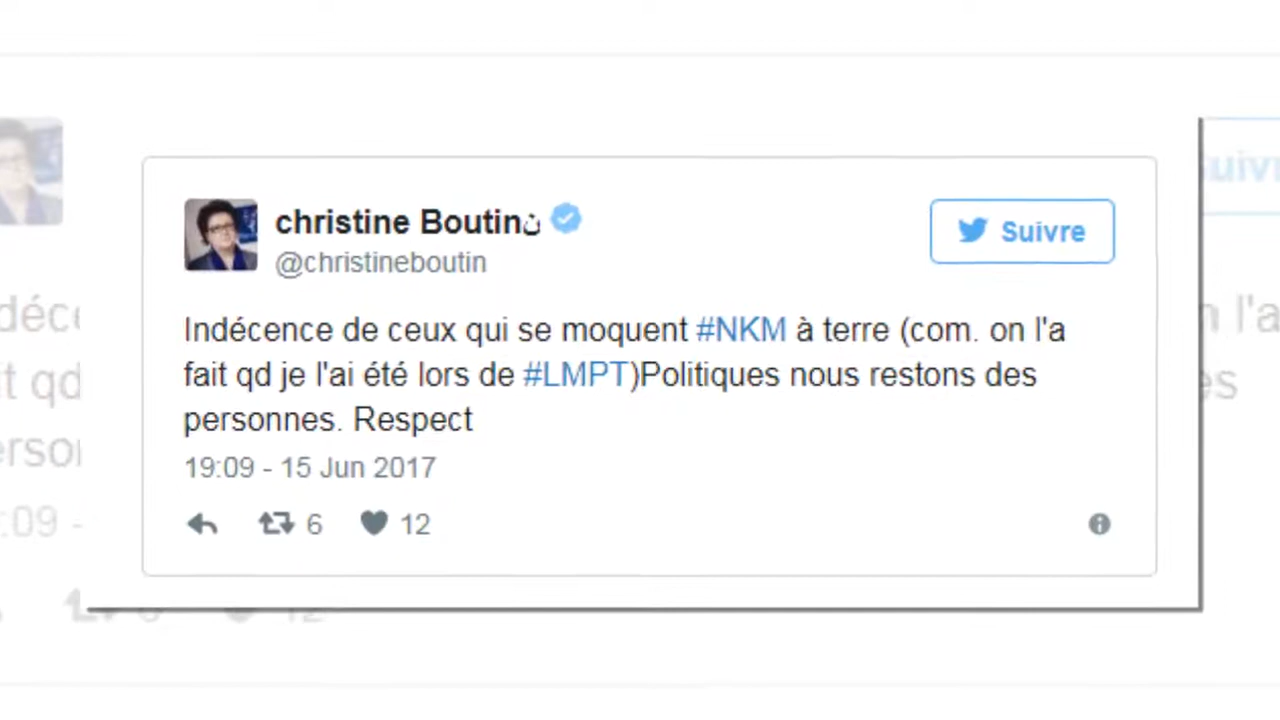 christine Boutinن
@christineboutin
Suivre
Indécence de ceux qui se moquent #NKM à terre (com. on l'a
fait qd je l'ai été lors de #LMPT)Politiques nous restons des
personnes. Respect
19:09 - 15 Jun 2017
6 12